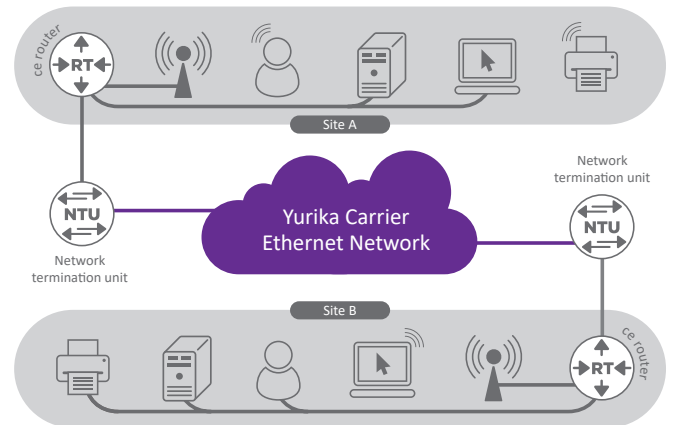 ce router
RT
Site A
Network
termination unit
NTU
Yurika Carrier
Ethernet Network
NTU
Network
termination unit
Site B
ce router
RT